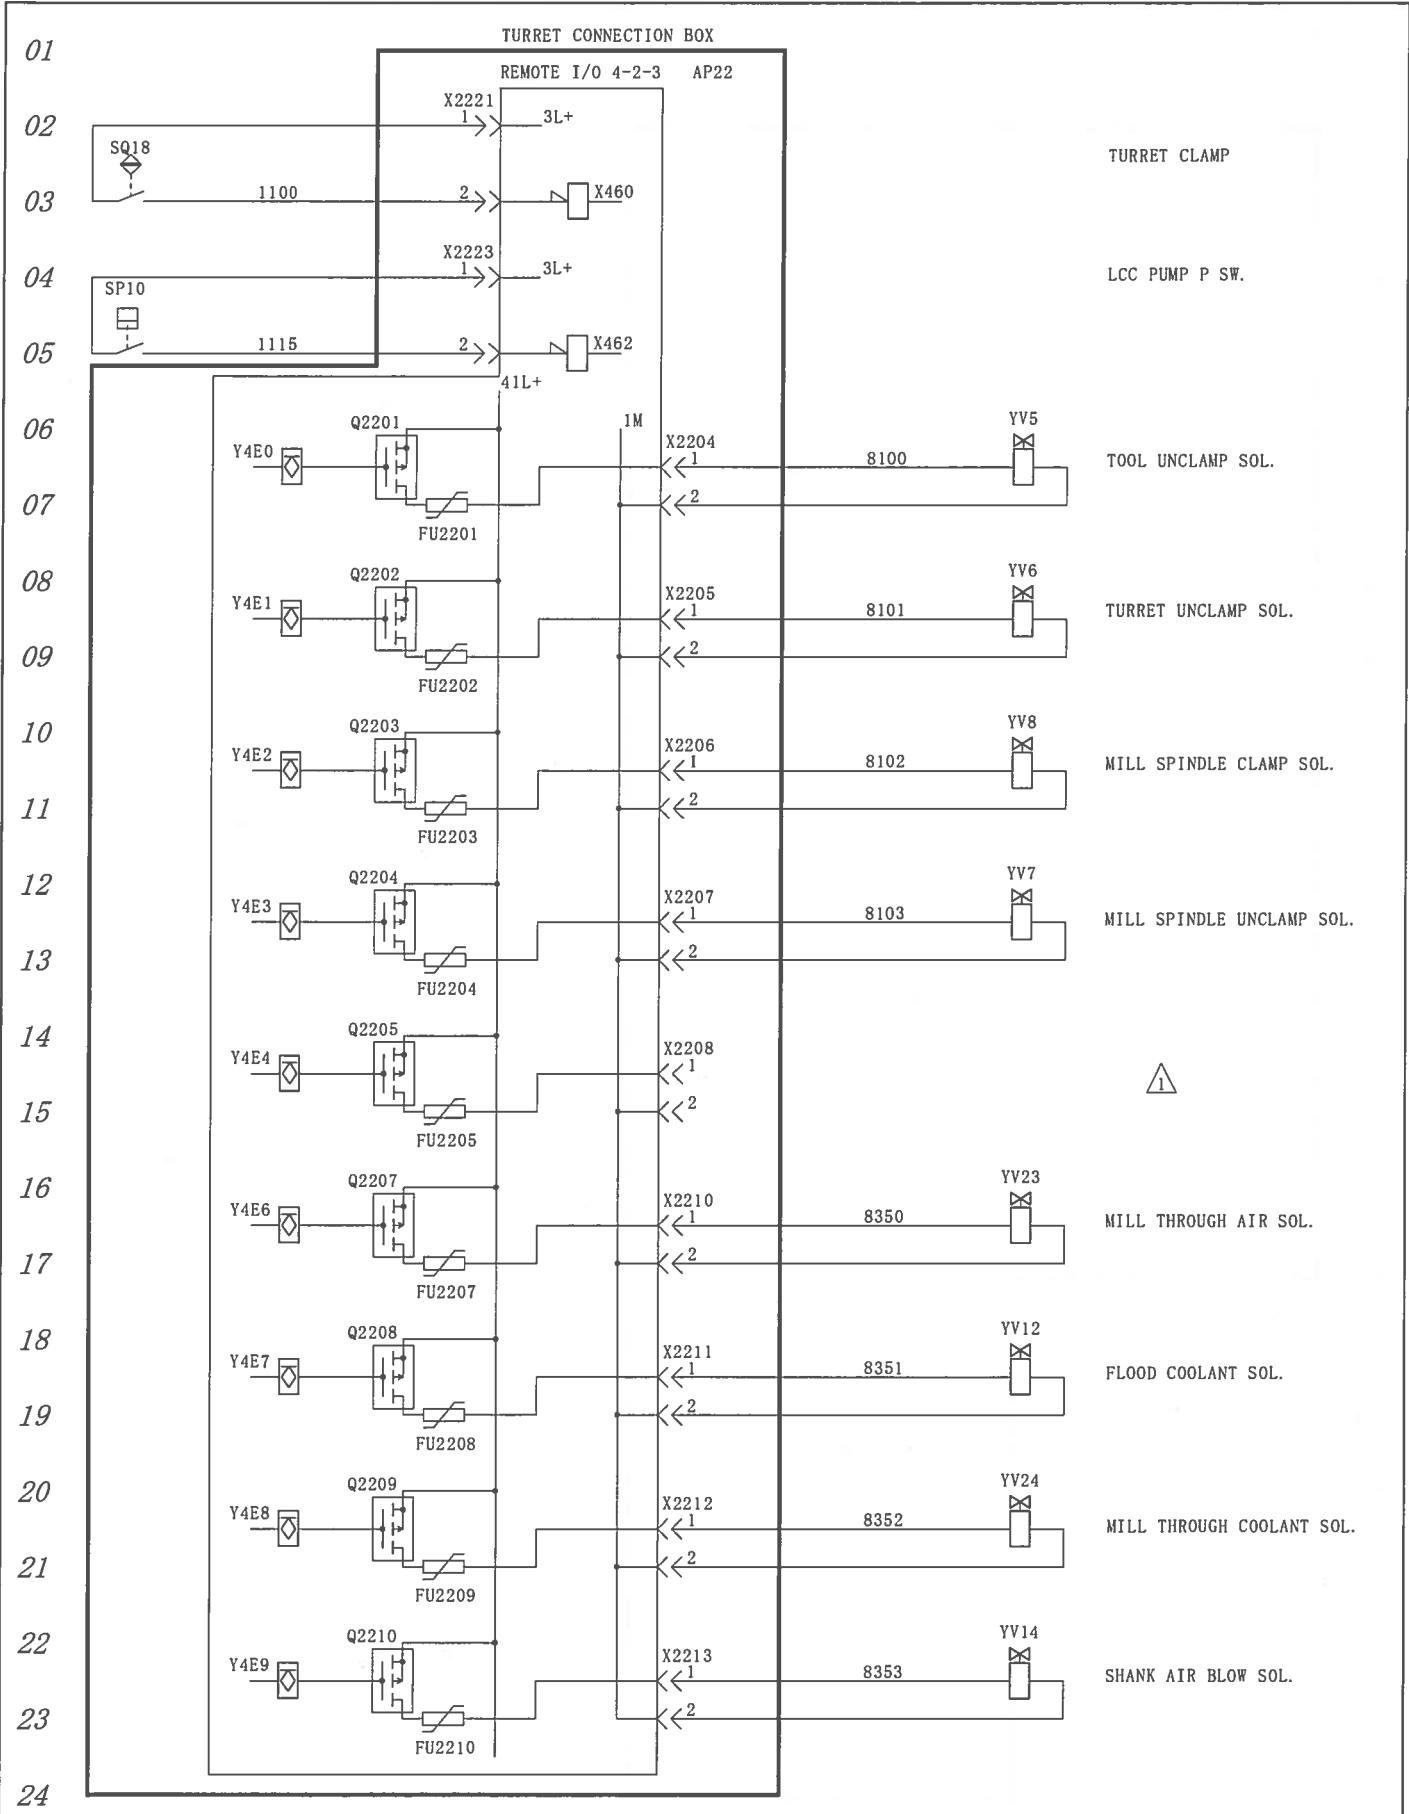 01
TURRET CONNECTION BOX
REMOTE I/O 4-2-3 AP22
X2221
02
1
3L+
SQ18
TURRET CLAMP
03
1100
2
X460
X2223
04
1
3L+
LCC PUMP P SW.
SP10
05
1115
2
X462
41L+
06
Q2201
1M
YV5
X2204
Y4E0
1
8100
TOOL UNCLAMP SOL.
07
2
FU2201
08
Q2202
YV6
X2205
Y4E1
1
8101
TURRET UNCLAMP SOL.
09
2
FU2202
10
Q2203
YV8
X2206
Y4E2
1
8102
MILL SPINDLE CLAMP SOL.
11
2
FU2203
12
Q2204
YV7
X2207
Y4E3
1
8103
MILL SPINDLE UNCLAMP SOL.
13
2
FU2204
14
Q2205
X2208
Y4E4
1
1
15
2
FU2205
16
Q2207
YV23
X2210
Y4E6
1
8350
MILL THROUGH AIR SOL.
17
2
FU2207
18
Q2208
YV12
X2211
Y4E7
1
8351
FLOOD COOLANT SOL.
19
2
FU2208
20
Q2209
YV24
X2212
Y4E8
1
8352
MILL THROUGH COOLANT SOL.
21
2
FU2209
22
Q2210
YV14
X2213
Y4E9
1
8353
SHANK AIR BLOW SOL.
23
2
FU2210
24